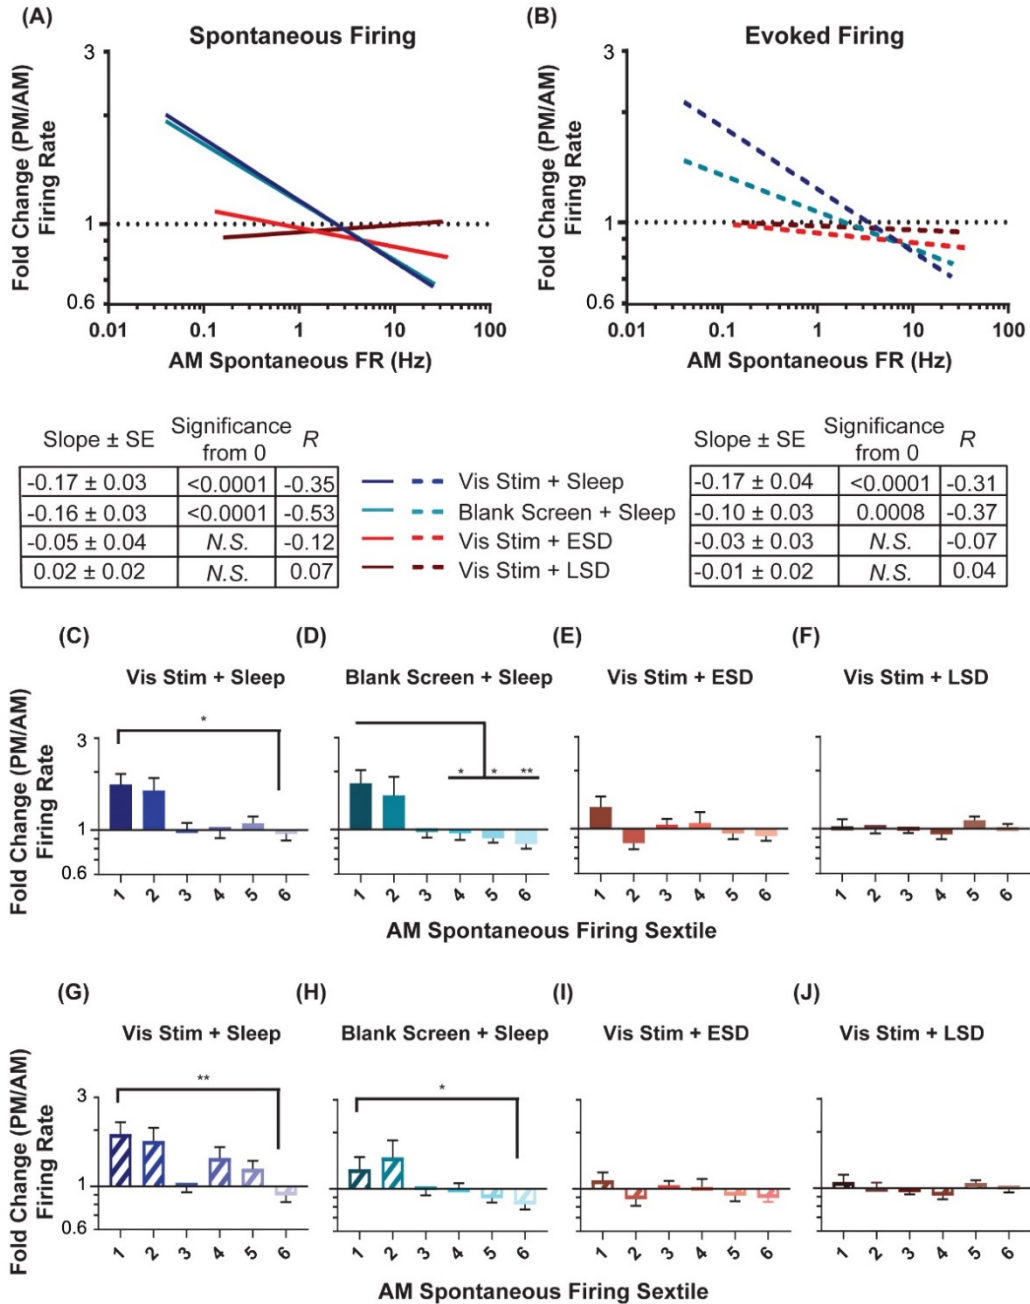 (A)
Spontaneous Firing
Fold Change (PM/AM)
Firing Rate
3
1
0.6
0.01 0.1 1 10 100
AM Spontaneous FR (Hz)
(B)
Evoked Firing
Fold Change (PM/AM)
Firing Rate
3
1
0.6
0.01 0.1 1 10 100
AM Spontaneous FR (Hz)
Slope ± SE Significance from 0 R
-0.17 ± 0.03 <0.0001 -0.35
-0.16 ± 0.03 <0.0001 -0.53
-0.05 ± 0.04 N.S. -0.12
0.02 ± 0.02 N.S. 0.07
Vis Stim + Sleep
Blank Screen + Sleep
Vis Stim + ESD
Vis Stim + LSD
Slope ± SE Significance from 0 R
-0.17 ± 0.04 <0.0001 -0.31
-0.10 ± 0.03 0.0008 -0.37
-0.03 ± 0.03 N.S. -0.07
-0.01 ± 0.02 N.S. 0.04
(C) (D) (E) (F)
Vis Stim + Sleep Blank Screen + Sleep Vis Stim + ESD Vis Stim + LSD
Fold Change (PM/AM)
Firing Rate
3
1
0.6
*
* * **
1 2 3 4 5 6 1 2 3 4 5 6 1 2 3 4 5 6 1 2 3 4 5 6
AM Spontaneous Firing Sextile
(G) (H) (I) (J)
Vis Stim + Sleep Blank Screen + Sleep Vis Stim + ESD Vis Stim + LSD
Fold Change (PM/AM)
Firing Rate
3
1
0.6
**
*
1 2 3 4 5 6 1 2 3 4 5 6 1 2 3 4 5 6 1 2 3 4 5 6
AM Spontaneous Firing Sextile